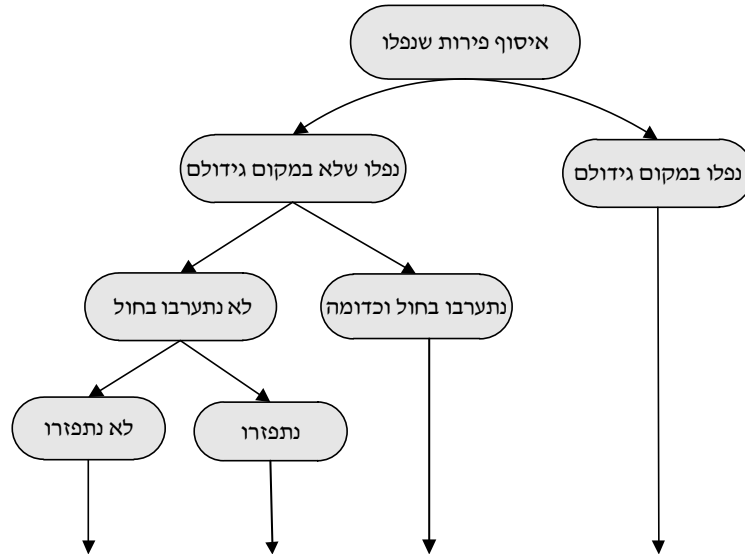 איסוף פירות שנפלו
נפלו במקום גידולם
נפלו שלא במקום גידולם
נתערבו בחול וכדומה
לא נתערבו בחול
נתפזרו
לא נתפזרו